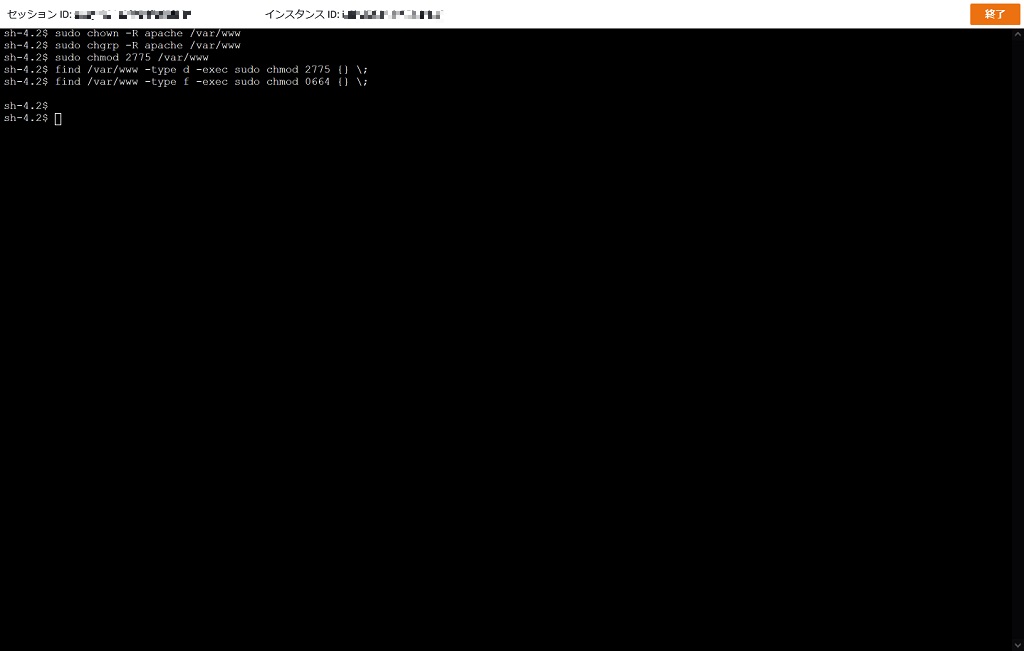 セッション ID:
インスタンス ID:
終了
sh-4.2$ sudo chown -R apache /var/www
sh-4.2$ sudo chgrp -R apache /var/www
sh-4.2$ sudo chmod 2775 /var/www
sh-4.2$ find /var/www -type d -exec sudo chmod 2775 {} \;
sh-4.2$ find /var/www -type f -exec sudo chmod 0664 {} \;
sh-4.2$
sh-4.2$